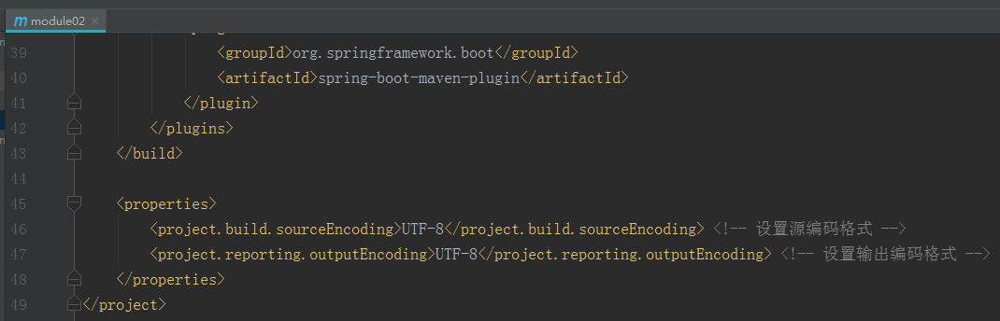 module02
39 <groupId>org.springframework.boot</groupId>
40 <artifactId>spring-boot-maven-plugin</artifactId>
41 </plugin>
42 </plugins>
43 </build>
44
45 <properties>
46 <project.build.sourceEncoding>UTF-8</project.build.sourceEncoding> <!-- 设置源编码格式 -->
47 <project.reporting.outputEncoding>UTF-8</project.reporting.outputEncoding> <!-- 设置输出编码格式 -->
48 </properties>
49 </project>